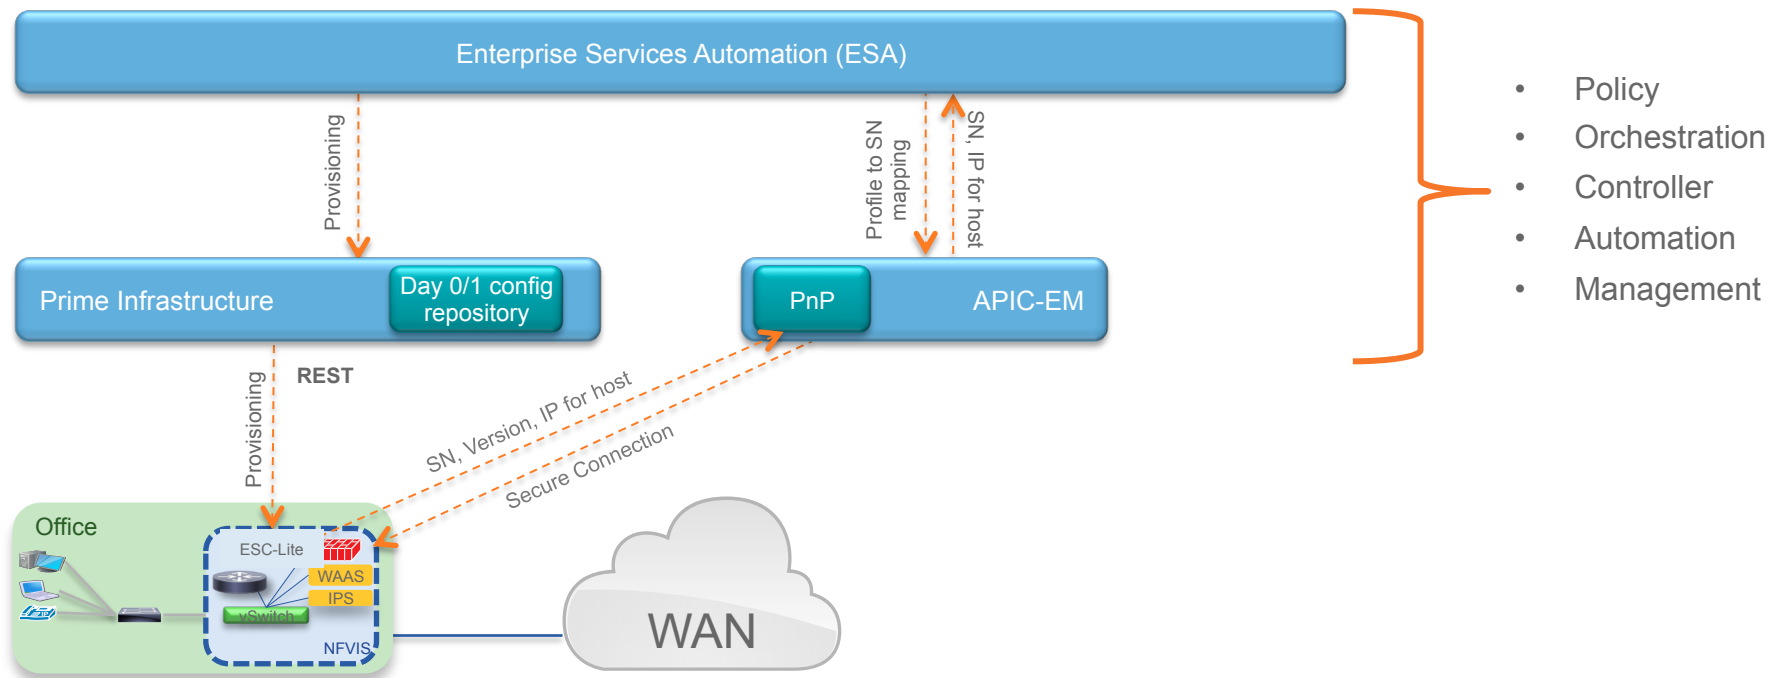 Enterprise Services Automation (ESA)
• Policy
• Orchestration
• Controller
• Automation
• Management
Provisioning
Profile to SN
mapping
SN, IP for host
Prime Infrastructure
Day 0/1 config
repository
PnP
APIC-EM
Provisioning
REST
SN, Version, IP for host
Secure Connection
Office
ESC-Lite
WAAS
IPS
vSwitch
NFVIS
WAN